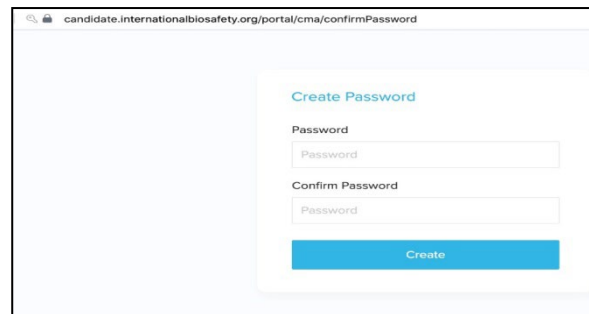 candidate.internationalbiosafety.org/portal/cma/confirmPassword
Create Password
Password
Password
Confirm Password
Password
Create